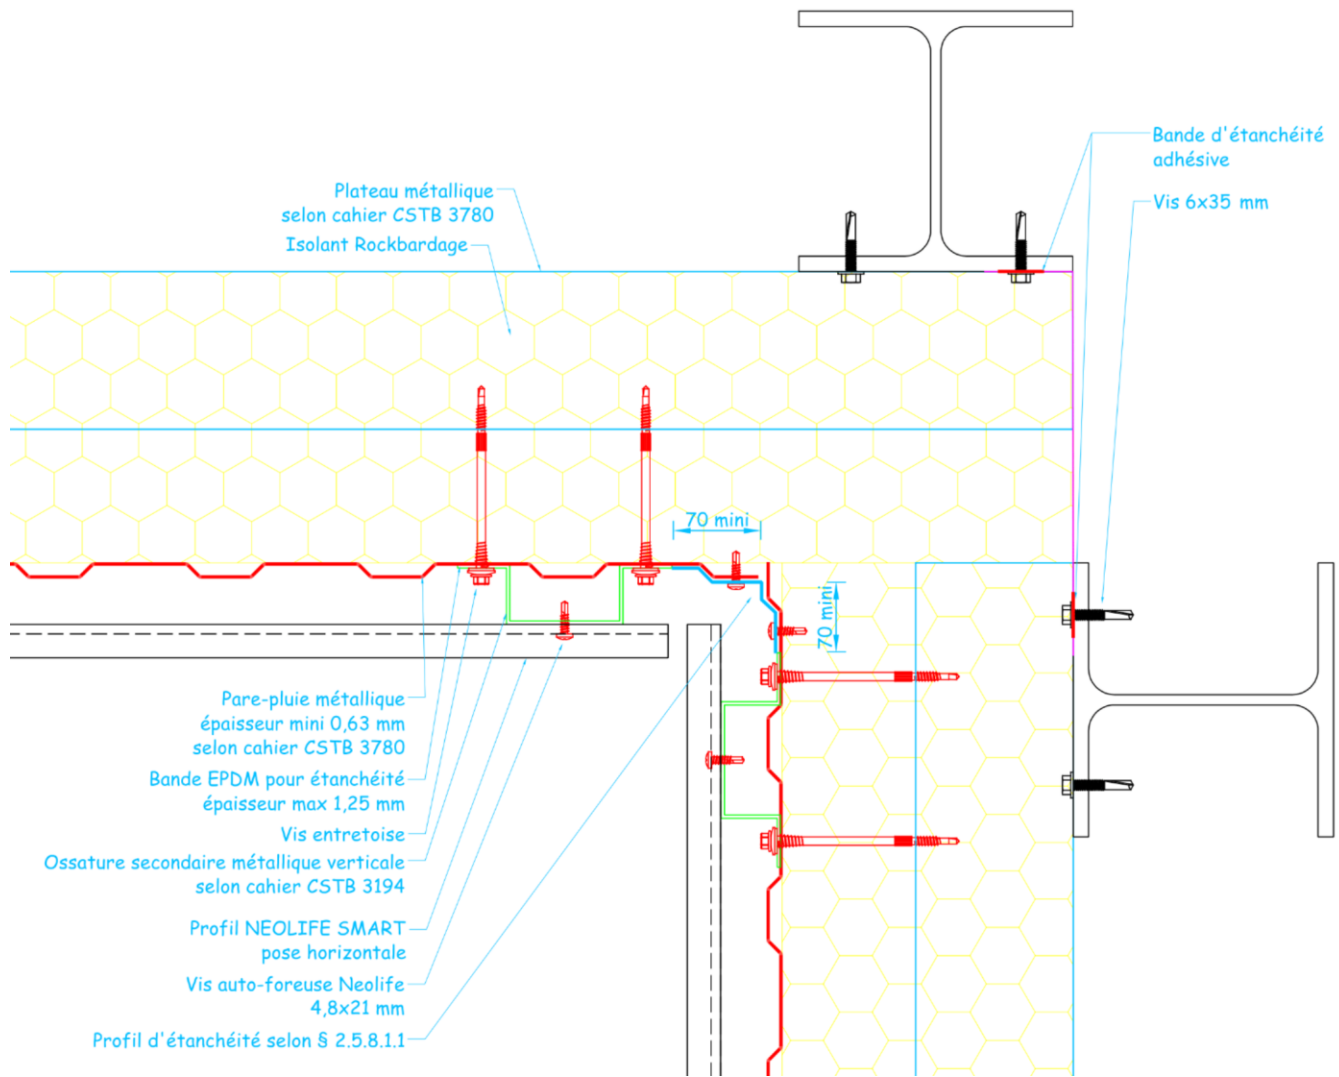 Bande d'étanchéité
adhésive
Vis 6x35 mm
Plateau métallique
selon cahier CSTB 3780
Isolant Rockbardage
70 mini
70 mini
Pare-pluie métallique
épaisseur mini 0,63 mm
selon cahier CSTB 3780
Bande EPDM pour étanchéité
épaisseur max 1,25 mm
Vis entretoise
Ossature secondaire métallique verticale
selon cahier CSTB 3194
Profil NEOLIFE SMART
pose horizontale
Vis auto-foreuse Neolife
4,8x21 mm
Profil d'étanchéité selon § 2.5.8.1.1